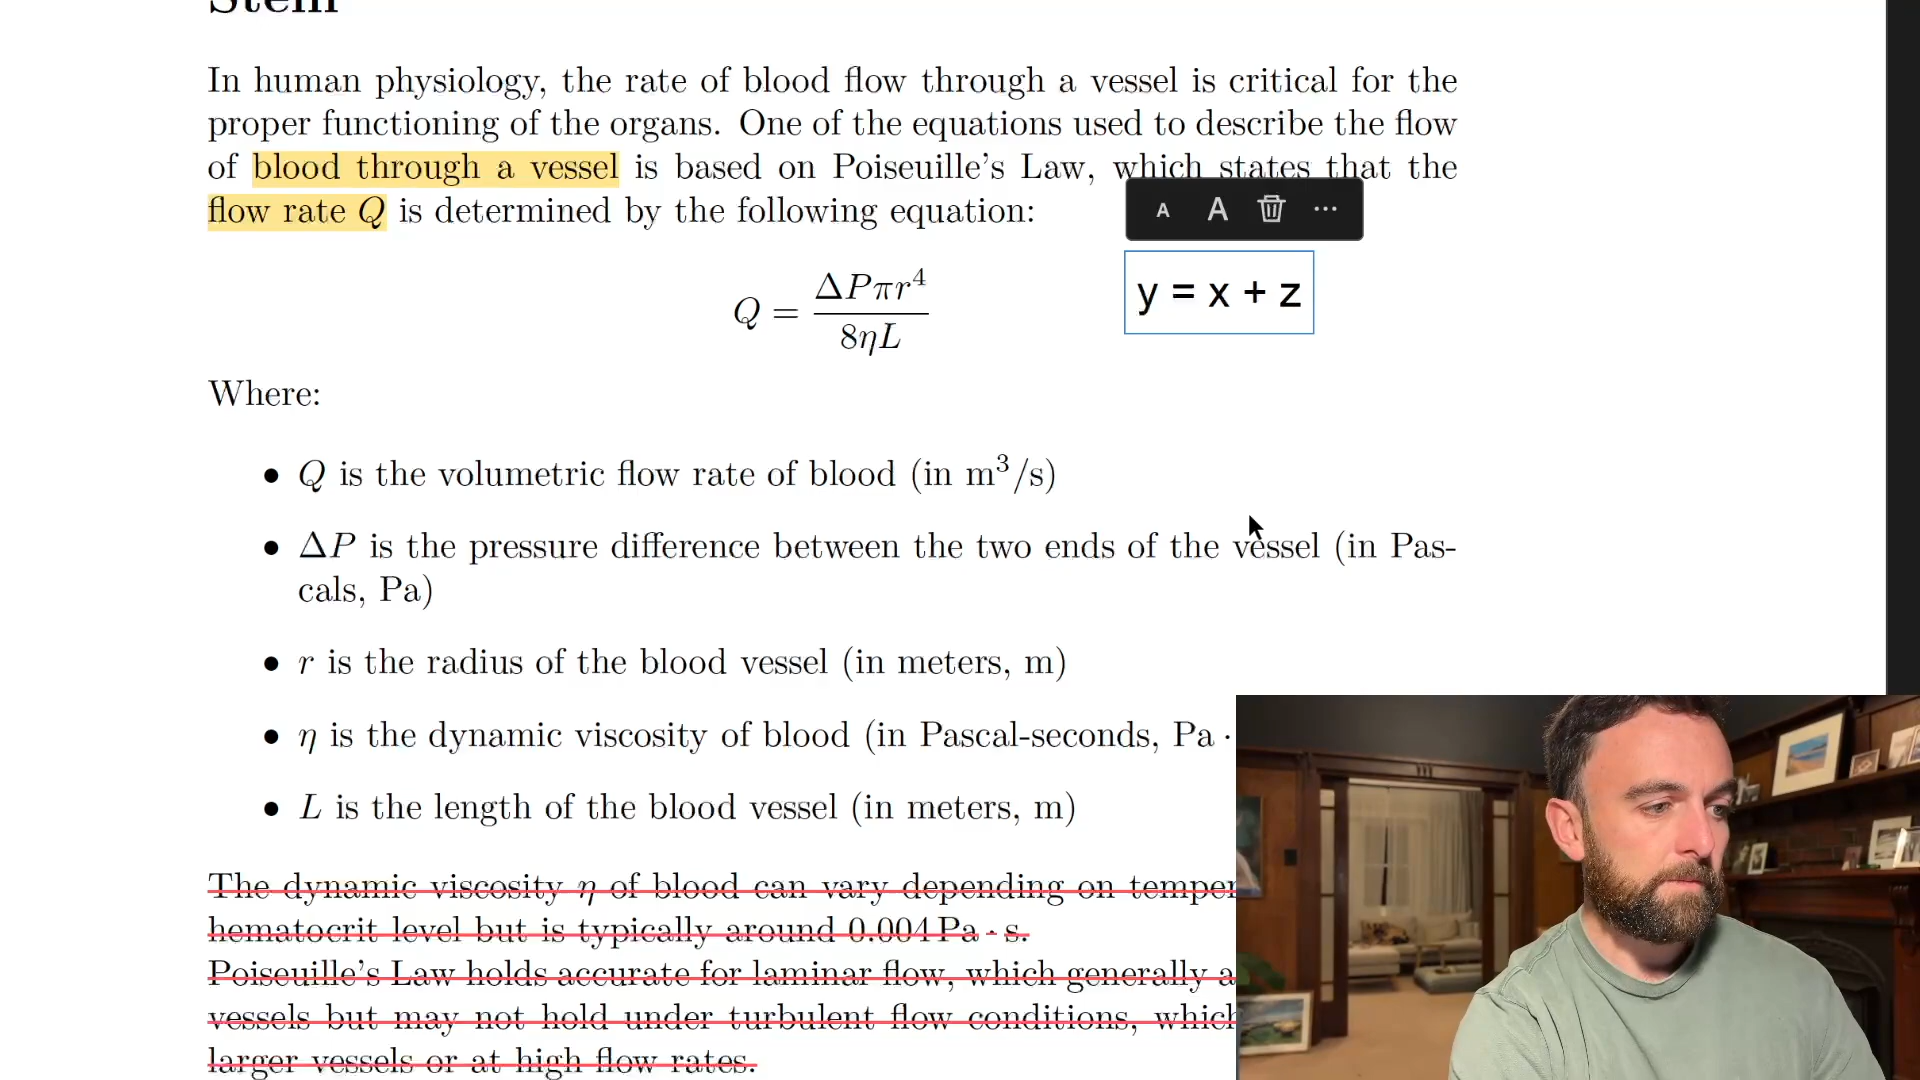 Stem
In human physiology, the rate of blood flow through a vessel is critical for the
proper functioning of the organs. One of the equations used to describe the flow
of blood through a vessel is based on Poiseuille's Law, which states that the
flow rate Q is determined by the following equation:
A A ...
Q = ΔPπr⁴ / 8ηL
y = x + z
Where:
• Q is the volumetric flow rate of blood (in m³/s)
• ΔP is the pressure difference between the two ends of the vessel (in Pas-
cals, Pa)
• r is the radius of the blood vessel (in meters, m)
• η is the dynamic viscosity of blood (in Pascal-seconds, Pa ·
• L is the length of the blood vessel (in meters, m)
The dynamic viscosity η of blood can vary depending on temper
hematocrit level but is typically around 0.004 Pa · s.
Poiseuille's Law holds accurate for laminar flow, which generally a
vessels but may not hold under turbulent flow conditions, which
larger vessels or at high flow rates.